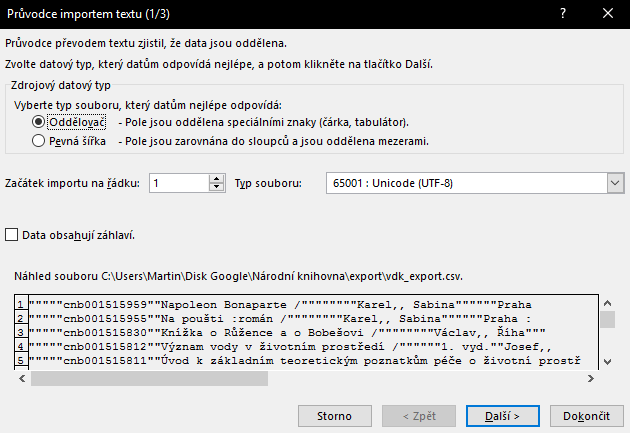 Průvodce importem textu (1/3)
Průvodce převodem textu zjistil, že data jsou oddělena.
Zvolte datový typ, který datům odpovídá nejlépe, a potom klikněte na tlačítko Další.
Zdrojový datový typ
Vyberte typ souboru, který datům nejlépe odpovídá:
Oddělovač - Pole jsou oddělena speciálními znaky (čárka, tabulátor).
Pevná šířka - Pole jsou zarovnána do sloupců a jsou oddělena mezerami.
Začátek importu na řádku: 1 Typ souboru: 65001 : Unicode (UTF-8)
Data obsahují záhlaví.
Náhled souboru C:\Users\Martin\Disk Google\Národní knihovna\export\vdk_export.csv.
1 """""cnb001515959""Napoleon Bonaparte /""""""""Karel,, Sabina""""""Praha
2 """""cnb001515955""Na poušti :román /""""""""Karel,, Sabina""""""Praha :
3 """""cnb001515830""Knížka o Růžence a o Bobešovi /""""""""Václav,, Říha"""
4 """""cnb001515812""Význam vody v životním prostředí /""""""1. vyd.""Josef,,
5 """""cnb001515811""Úvod k základním teoretickým poznatkům péče o životní prostř
Storno < Zpět Další > Dokončit